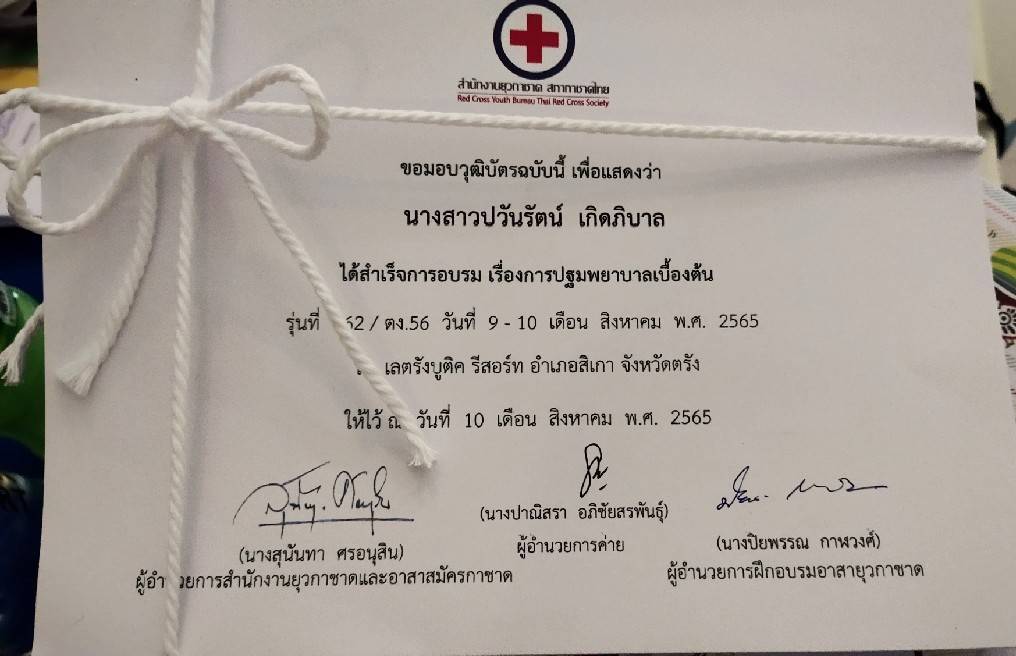 สำนักงานยุวกาชาด สภากาชาดไทย
Red Cross Youth Bureau Thai Red Cross Society
ขอมอบวุฒิบัตรฉบับนี้ เพื่อแสดงว่า
นางสาวปวันรัตน์ เกิดภิบาล
ได้สำเร็จการอบรม เรื่องการปฐมพยาบาลเบื้องต้น
รุ่นที่ 62 / ตง.56 วันที่ 9 - 10 เดือน สิงหาคม พ.ศ. 2565
เลตรังบูติค รีสอร์ท อำเภอสิเกา จังหวัดตรัง
ให้ไว้ ณ วันที่ 10 เดือน สิงหาคม พ.ศ. 2565
(นางสุนันทา ศรอนุสิน)
(นางปาณิสรา อภิชัยสรพันธุ์)
(นางปิยพรรณ กาฬวงศ์)
ผู้อำนวยการสำนักงานยุวกาชาดและอาสาสมัครกาชาด
ผู้อำนวยการค่าย
ผู้อำนวยการฝึกอบรมอาสายุวกาชาด